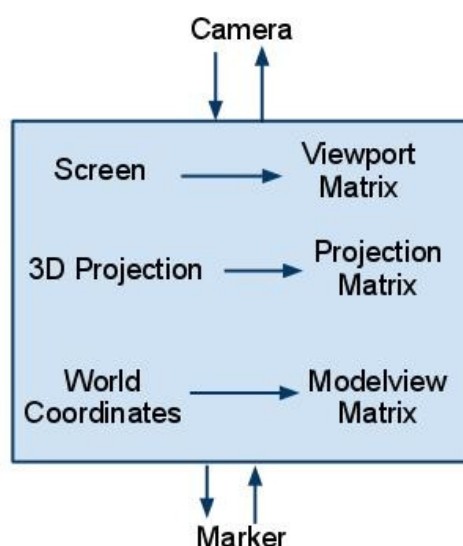 Camera
Screen
Viewport
Matrix
3D Projection
Projection
Matrix
World
Coordinates
Modelview
Matrix
Marker